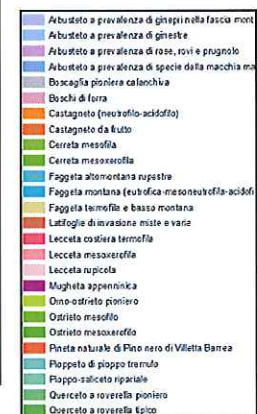 Arbusteto a prevalenza di ginepri nella fascia mont
Arbusteto a prevalenza di ginestre
Arbusteto a prevalenza di rose, rovi e prugnolo
Arbusteto a prevalenza di specie della macchia ma
Boscaglia pioniera calanchiva
Boschi di forra
Castagneto (neutrofilo-acidofilo)
Castagneto da frutto
Cerreta mesofila
Cerreta mesoxerofila
Faggeta altomontana rupestre
Faggeta montana (eutrofica-mesoneutrofila-acidofi
Faggeta termofila e basso montana
Latifoglie di invasione miste e varie
Lecceta costiera termofila
Lecceta mesoxerofila
Lecceta rupicola
Mugheta appenninica
Orno-ostrieto pioniero
Ostrieto mesofilo
Ostrieto mesoxerofilo
Pineta naturale di Pino nero di Villetta Barrea
Pioppeto di pioppo tremulo
Pioppo-saliceto ripariale
Querceto a roverella pioniero
Querceto a roverella tipico